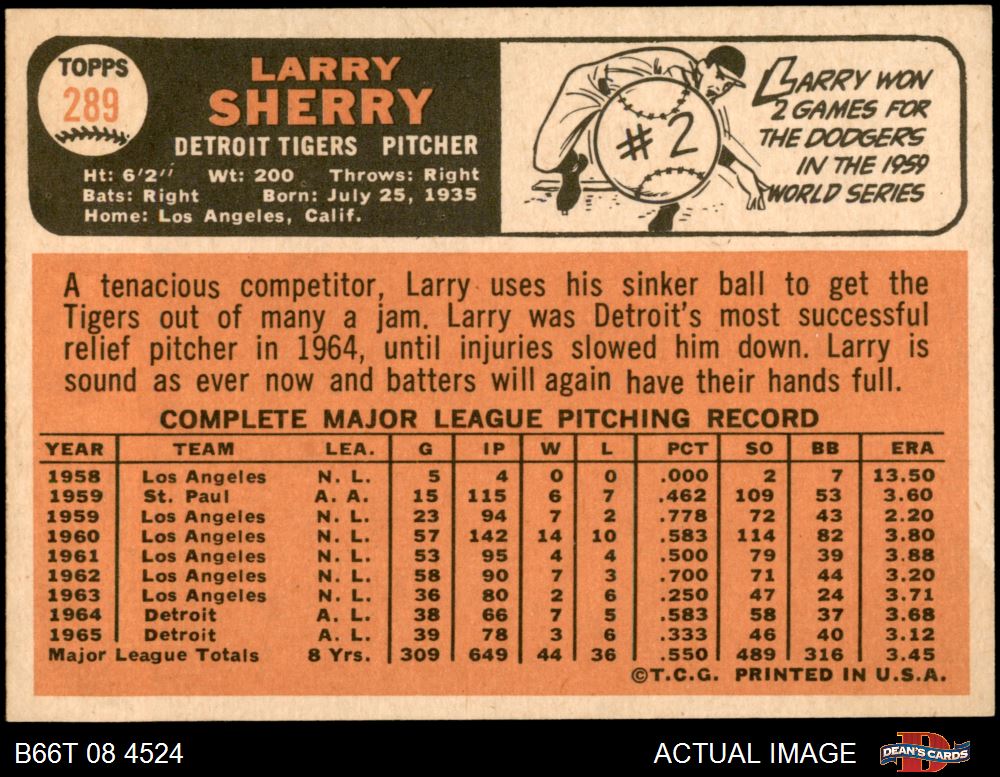 TOPPS
289
LARRY
SHERRY
DETROIT TIGERS PITCHER
Ht: 6'2" Wt: 200 Throws: Right
Bats: Right Born: July 25, 1935
Home: Los Angeles, Calif.
#2
LARRY WON
2 GAMES FOR
THE DODGERS
IN THE 1959
WORLD SERIES
A tenacious competitor, Larry uses his sinker ball to get the
Tigers out of many a jam. Larry was Detroit's most successful
relief pitcher in 1964, until injuries slowed him down. Larry is
sound as ever now and batters will again have their hands full.
COMPLETE MAJOR LEAGUE PITCHING RECORD
YEAR TEAM LEA. G IP W L PCT SO BB ERA
1958 Los Angeles N. L. 5 4 0 0 .000 2 7 13.50
1959 St. Paul A. A. 15 115 6 7 .462 109 53 3.60
1959 Los Angeles N. L. 23 94 7 2 .778 72 43 2.20
1960 Los Angeles N. L. 57 142 14 10 .583 114 82 3.80
1961 Los Angeles N. L. 53 95 4 4 .500 79 39 3.88
1962 Los Angeles N. L. 58 90 7 3 .700 71 44 3.20
1963 Los Angeles N. L. 36 80 2 6 .250 47 24 3.71
1964 Detroit A. L. 38 66 7 5 .583 58 37 3.68
1965 Detroit A. L. 39 78 3 6 .333 46 40 3.12
Major League Totals 8 Yrs. 309 649 44 36 .550 489 316 3.45
©T.C.G. PRINTED IN U.S.A.
B66T 08 4524 ACTUAL IMAGE DEAN'S CARDS